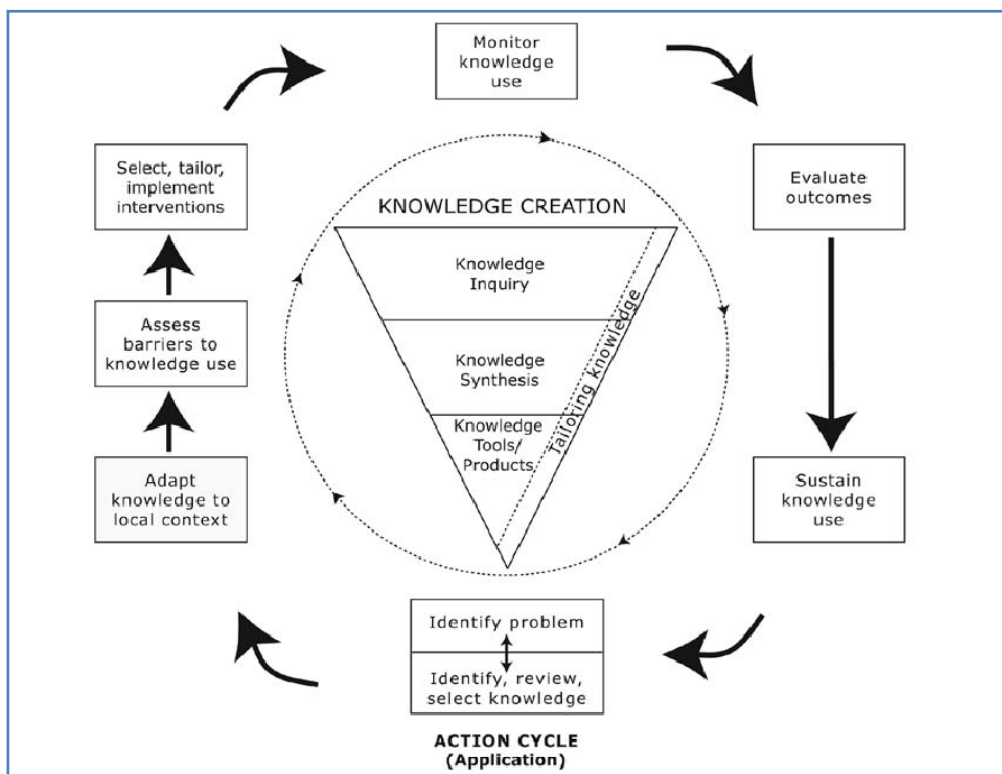 Monitor
knowledge
use
Select, tailor,
implement
interventions
Evaluate
outcomes
KNOWLEDGE CREATION
Knowledge
Inquiry
Assess
barriers to
knowledge use
Knowledge
Synthesis
Tailoring knowledge
Knowledge
Tools/
Products
Adapt
knowledge to
local context
Sustain
knowledge
use
Identify problem
Identify, review,
select knowledge
ACTION CYCLE
(Application)